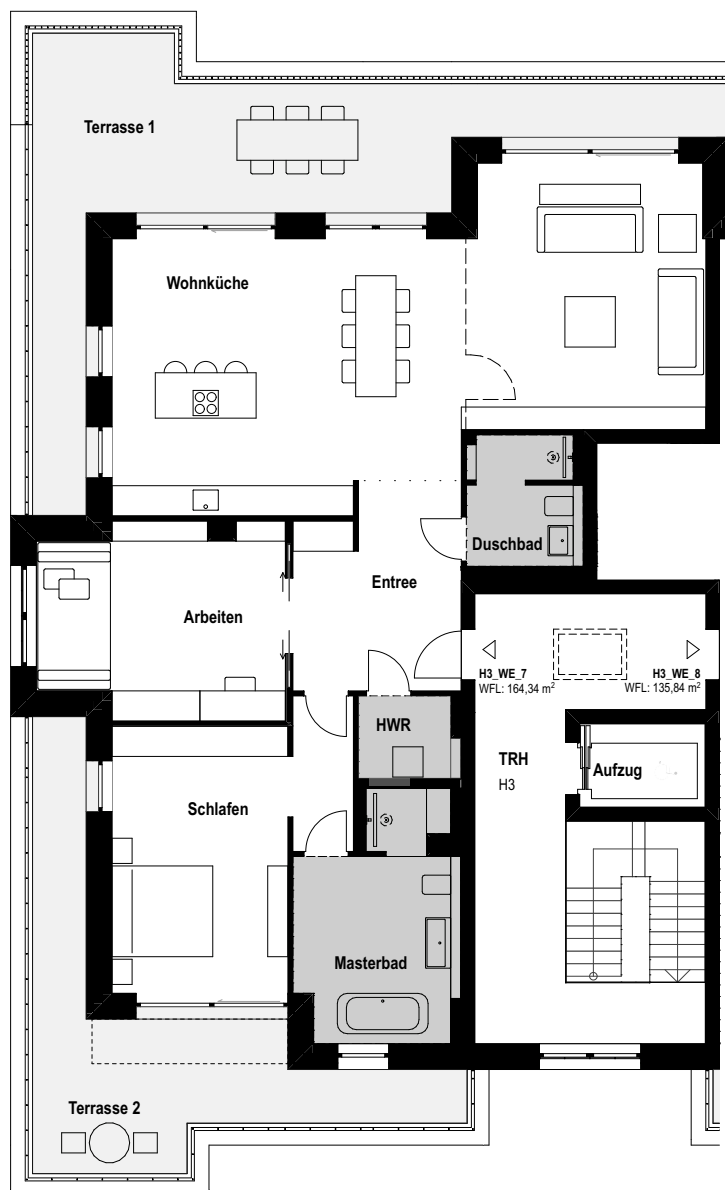 Terrasse 1
Wohnküche
Duschbad
Entree
Arbeiten
H3_WE_7
WFL: 164,34 m²
H3_WE_8
WFL: 135,84 m²
HWR
TRH
H3
Aufzug
Schlafen
Masterbad
Terrasse 2